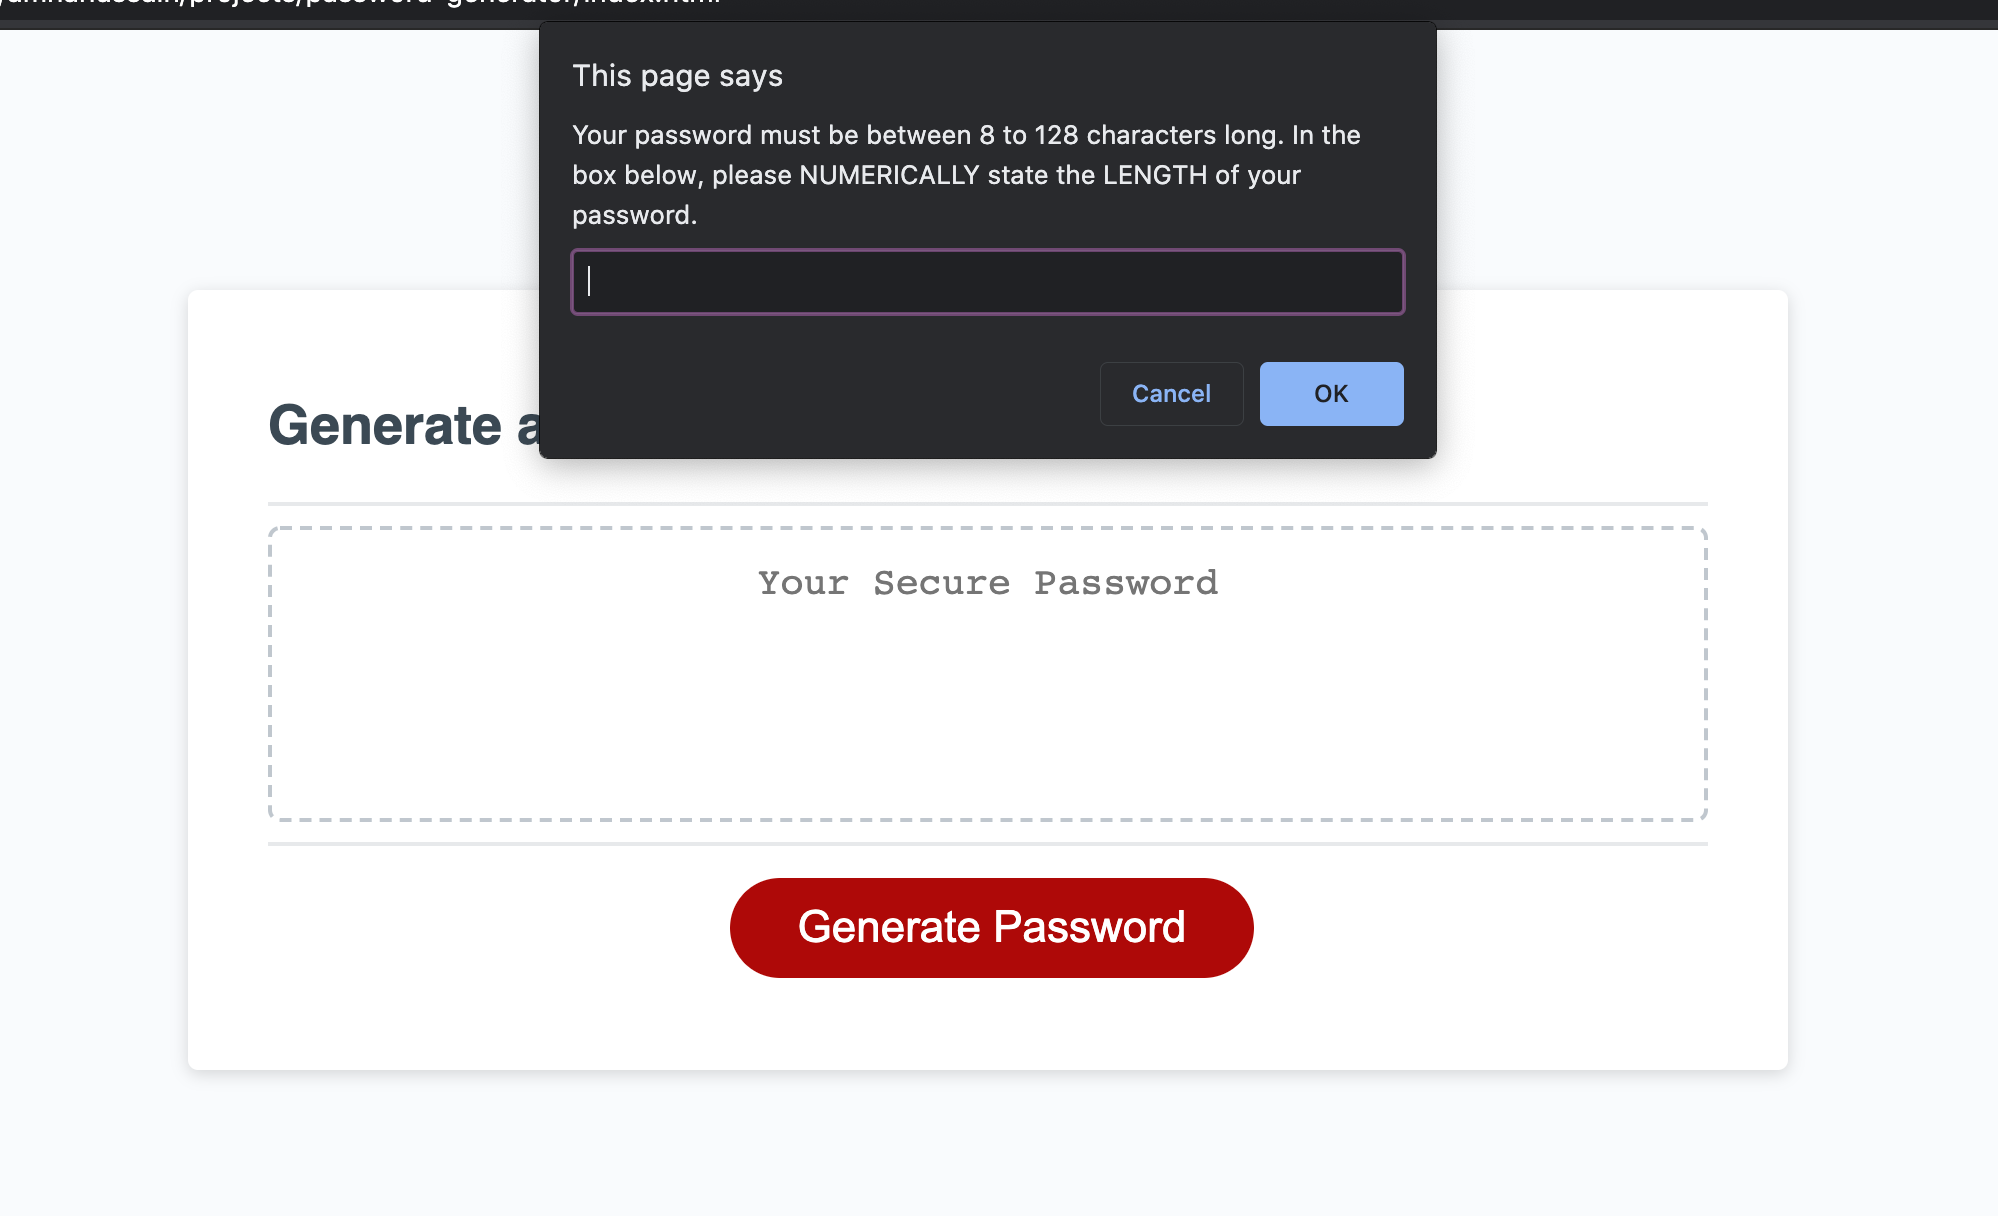 projects/password-generator/index.html
This page says
Your password must be between 8 to 128 characters long. In the
box below, please NUMERICALLY state the LENGTH of your
password.
Cancel
OK
Generate a
Your Secure Password
Generate Password